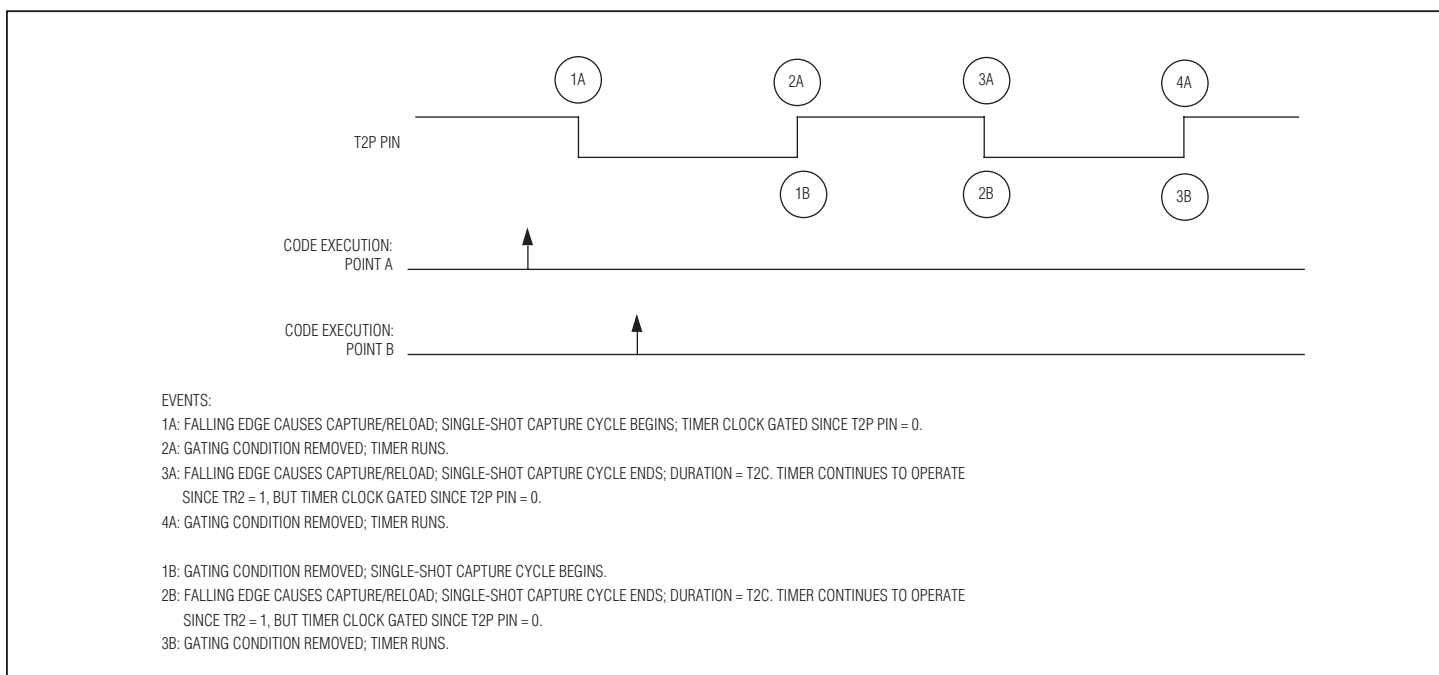 1A
2A
3A
4A
T2P PIN
1B
2B
3B
CODE EXECUTION:
POINT A
CODE EXECUTION:
POINT B
EVENTS:
1A: FALLING EDGE CAUSES CAPTURE/RELOAD; SINGLE-SHOT CAPTURE CYCLE BEGINS; TIMER CLOCK GATED SINCE T2P PIN = 0.
2A: GATING CONDITION REMOVED; TIMER RUNS.
3A: FALLING EDGE CAUSES CAPTURE/RELOAD; SINGLE-SHOT CAPTURE CYCLE ENDS; DURATION = T2C. TIMER CONTINUES TO OPERATE
SINCE TR2 = 1, BUT TIMER CLOCK GATED SINCE T2P PIN = 0.
4A: GATING CONDITION REMOVED; TIMER RUNS.
1B: GATING CONDITION REMOVED; SINGLE-SHOT CAPTURE CYCLE BEGINS.
2B: FALLING EDGE CAUSES CAPTURE/RELOAD; SINGLE-SHOT CAPTURE CYCLE ENDS; DURATION = T2C. TIMER CONTINUES TO OPERATE
SINCE TR2 = 1, BUT TIMER CLOCK GATED SINCE T2P PIN = 0.
3B: GATING CONDITION REMOVED; TIMER RUNS.